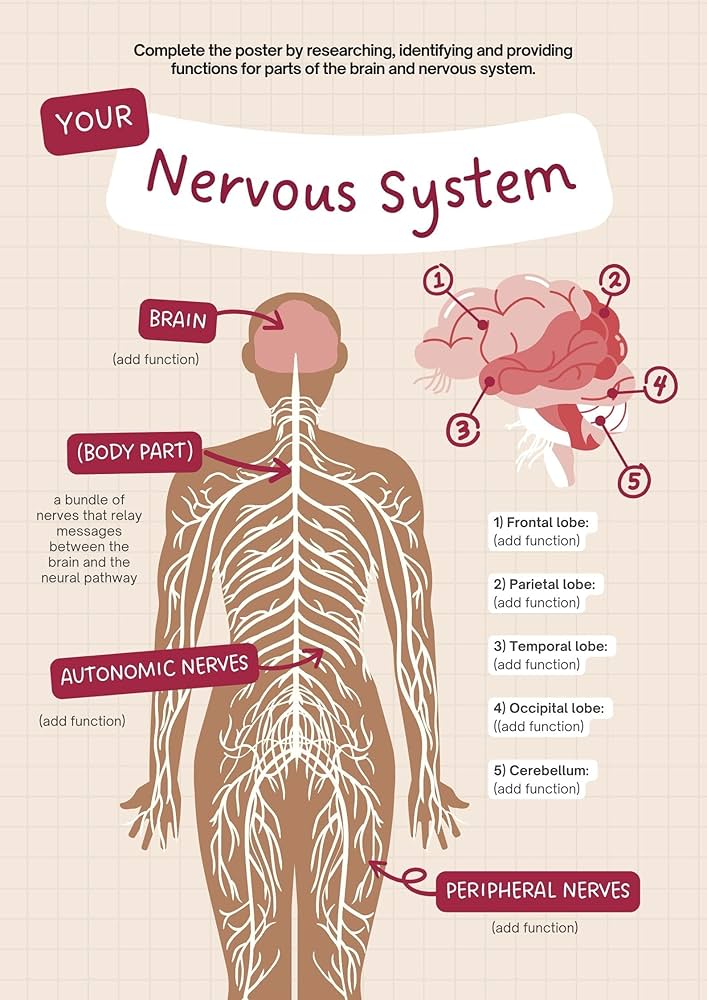 Complete the poster by researching, identifying and providing
functions for parts of the brain and nervous system.
YOUR
Nervous System
1
2
3
4
5
BRAIN
(add function)
(BODY PART)
a bundle of
nerves that relay
messages
between the
brain and the
neural pathway
AUTONOMIC NERVES
(add function)
1) Frontal lobe:
(add function)
2) Parietal lobe:
(add function)
3) Temporal lobe:
(add function)
4) Occipital lobe:
((add function)
5) Cerebellum:
(add function)
PERIPHERAL NERVES
(add function)